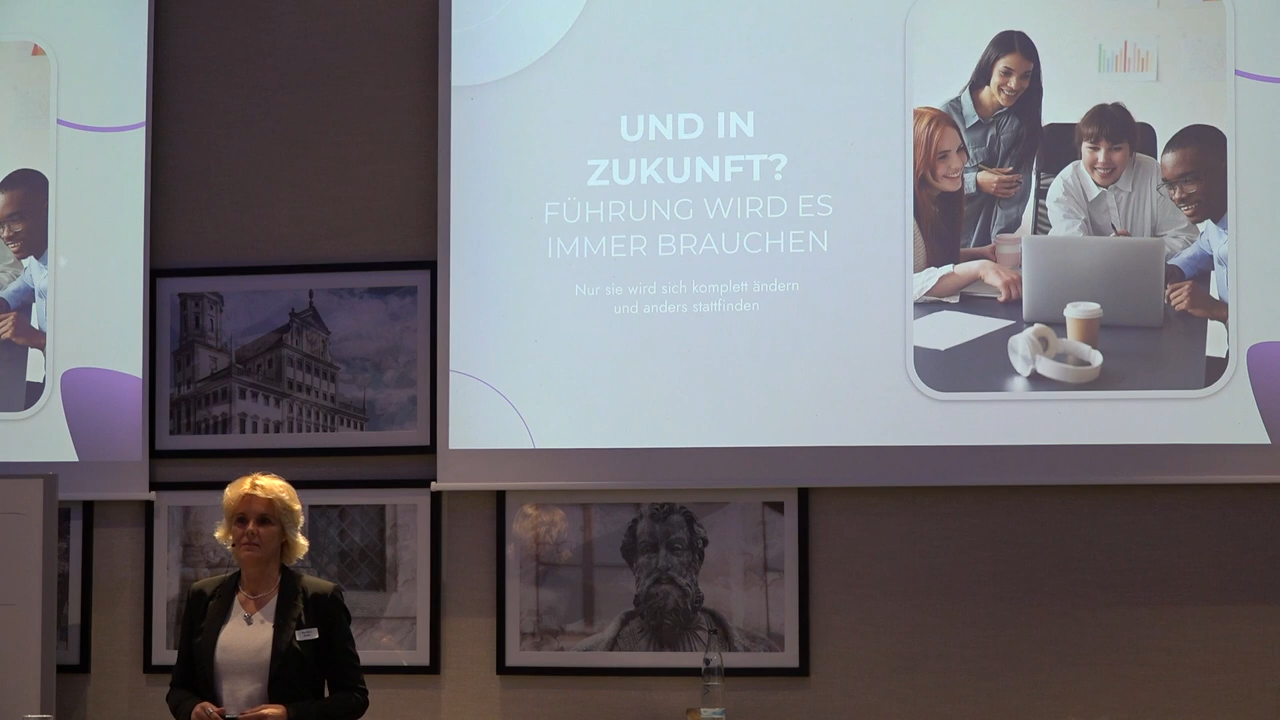 UND IN
ZUKUNFT?
FÜHRUNG WIRD ES
IMMER BRAUCHEN
Nur sie wird sich komplett ändern
und anders stattfinden